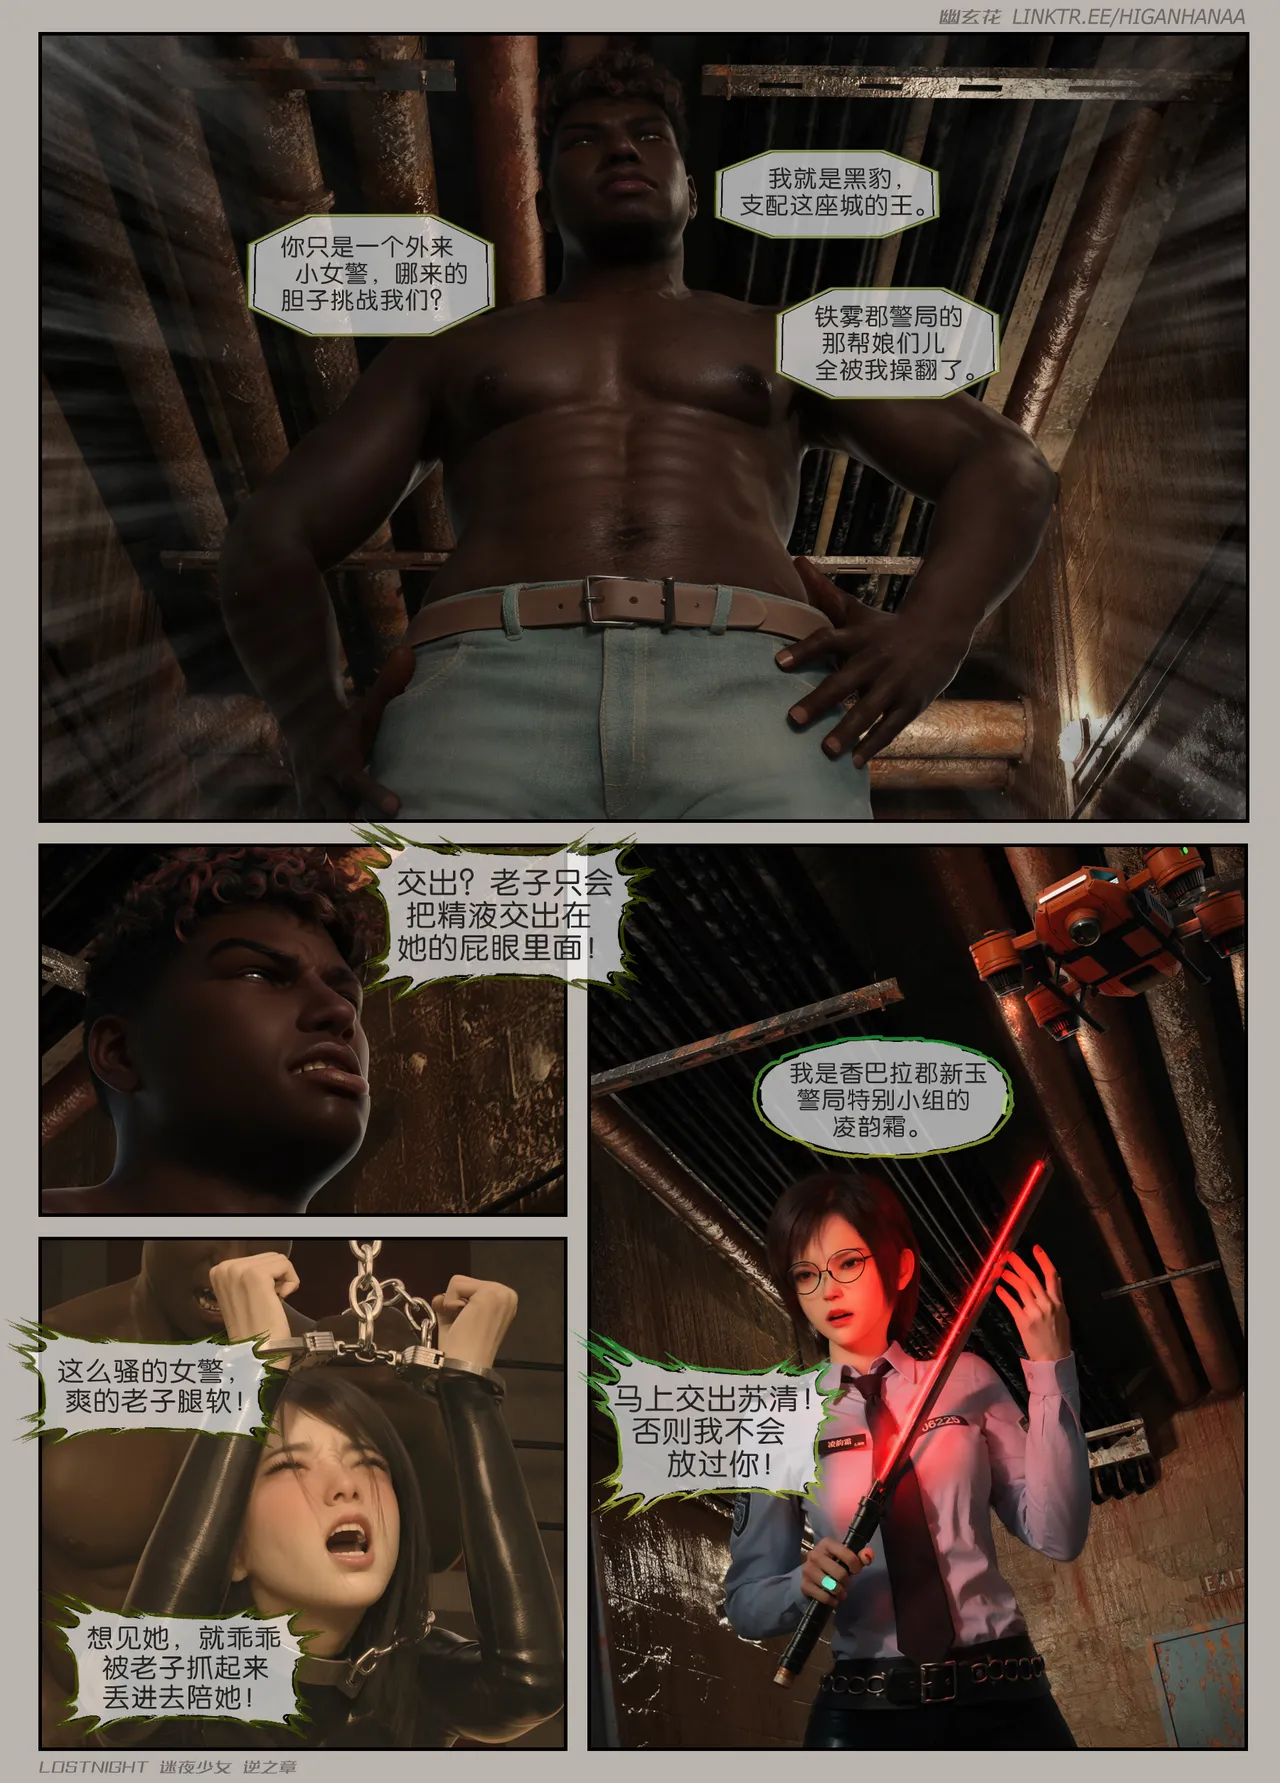 幽玄花 LINKTR.EE/HIGANHANAA
我就是黑豹，
支配这座城的王。
你只是一个外来
小女警，哪来的
胆子挑战我们？
铁雾郡警局的
那帮娘们儿
全被我操翻了。
交出？老子只会
把精液交出在
她的屁眼里面！
我是香巴拉郡新玉
警局特别小组的
凌韵霜。
马上交出苏清！
否则我不会
放过你！
凌韵霜
J6225
EXIT
这么骚的女警，
爽的老子腿软！
想见她，就乖乖
被老子抓起来
丢进去陪她！
LOSTNIGHT 迷夜少女 逆之章